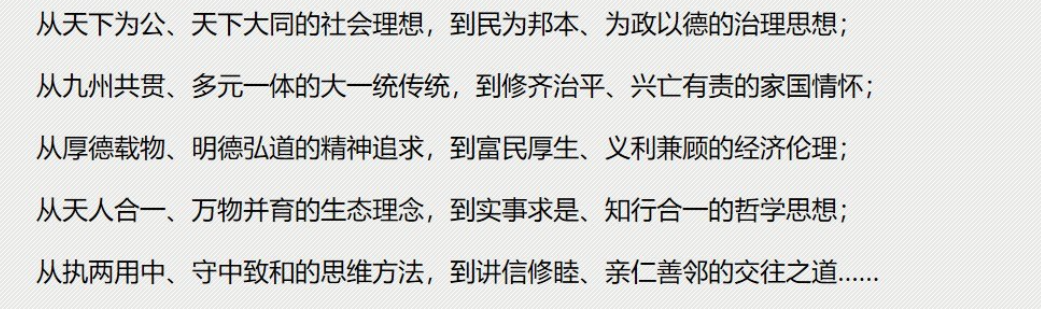 从天下为公、天下大同的社会理想，到民为邦本、为政以德的治理思想；
从九州共贯、多元一体的大一统传统，到修齐治平、兴亡有责的家国情怀；
从厚德载物、明德弘道的精神追求，到富民厚生、义利兼顾的经济伦理；
从天人合一、万物并育的生态理念，到实事求是、知行合一的哲学思想；
从执两用中、守中致和的思维方法，到讲信修睦、亲仁善邻的交往之道……